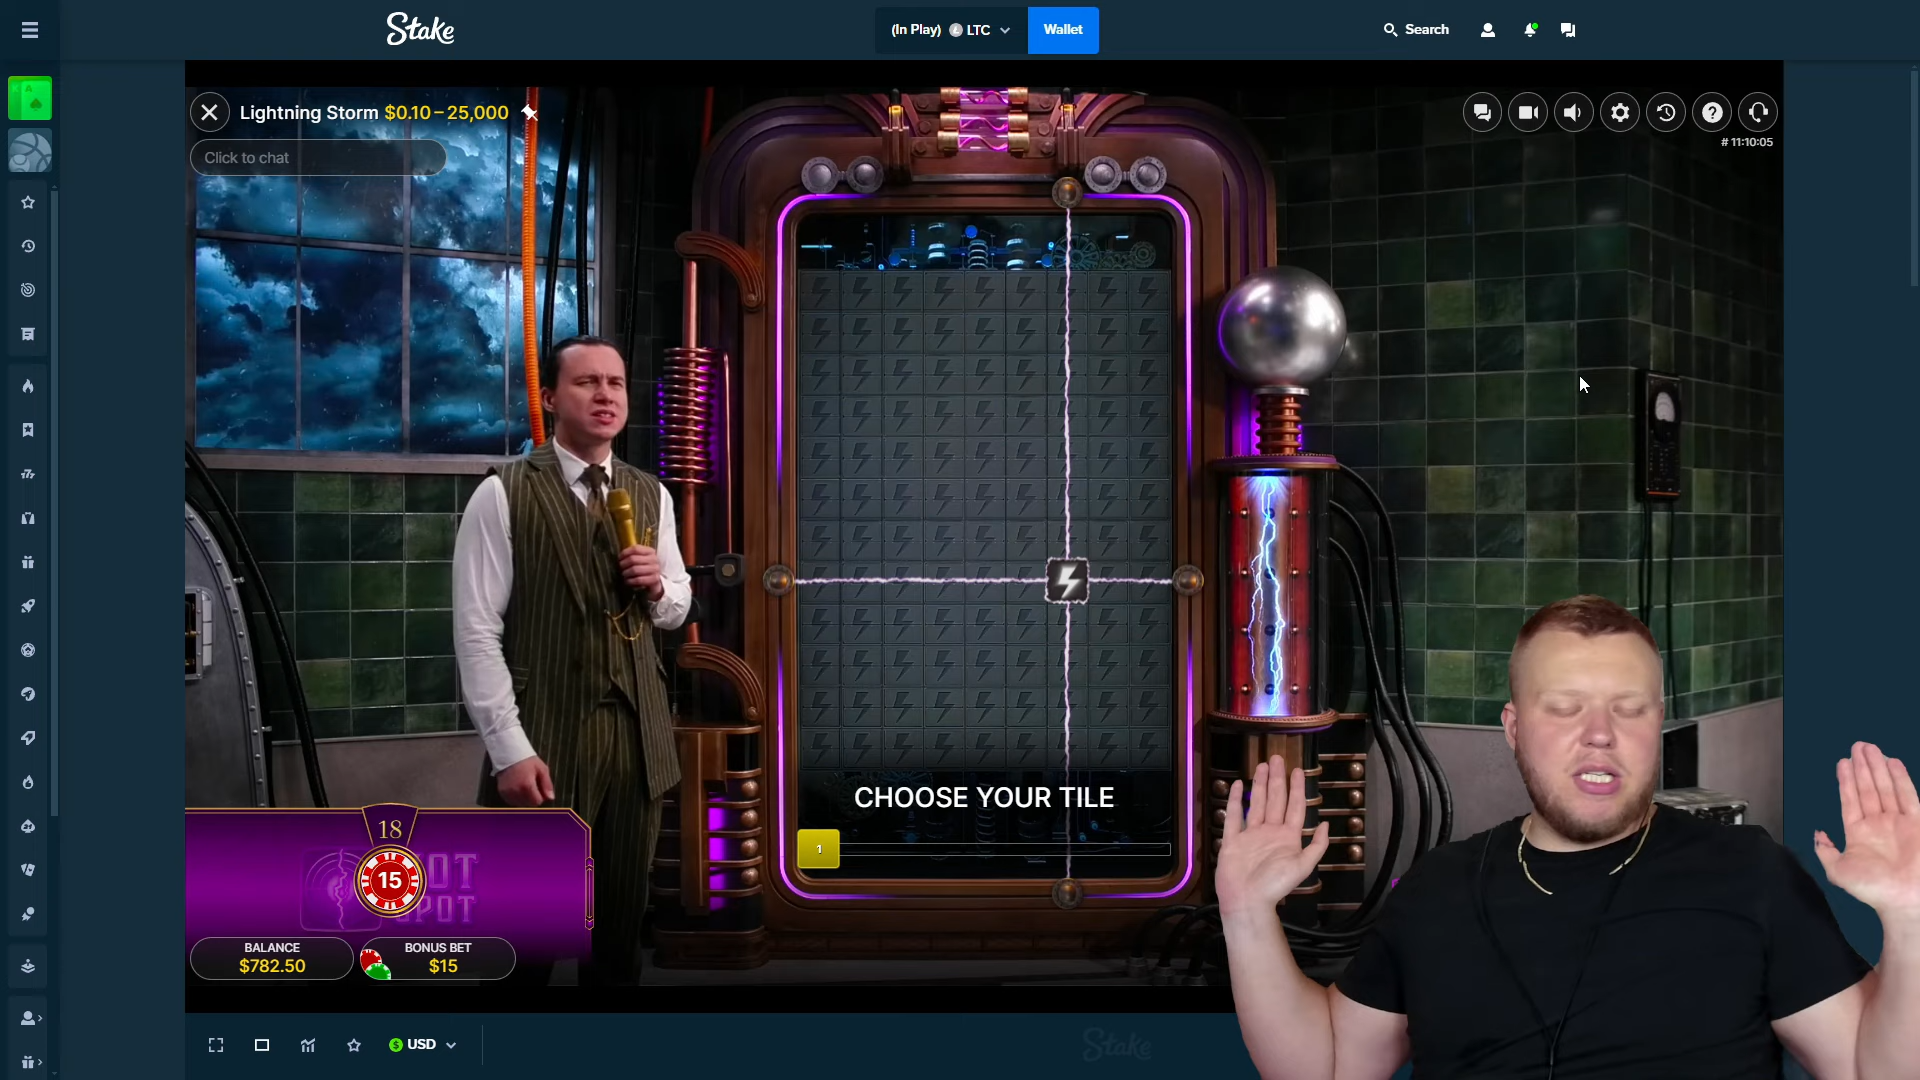 Stake
(In Play) LTC
Wallet
Search
Lightning Storm $0.10–25,000
# 11:10:05
Click to chat
CHOOSE YOUR TILE
1
18
15
BALANCE
$782.50
BONUS BET
$15
USD
Stake